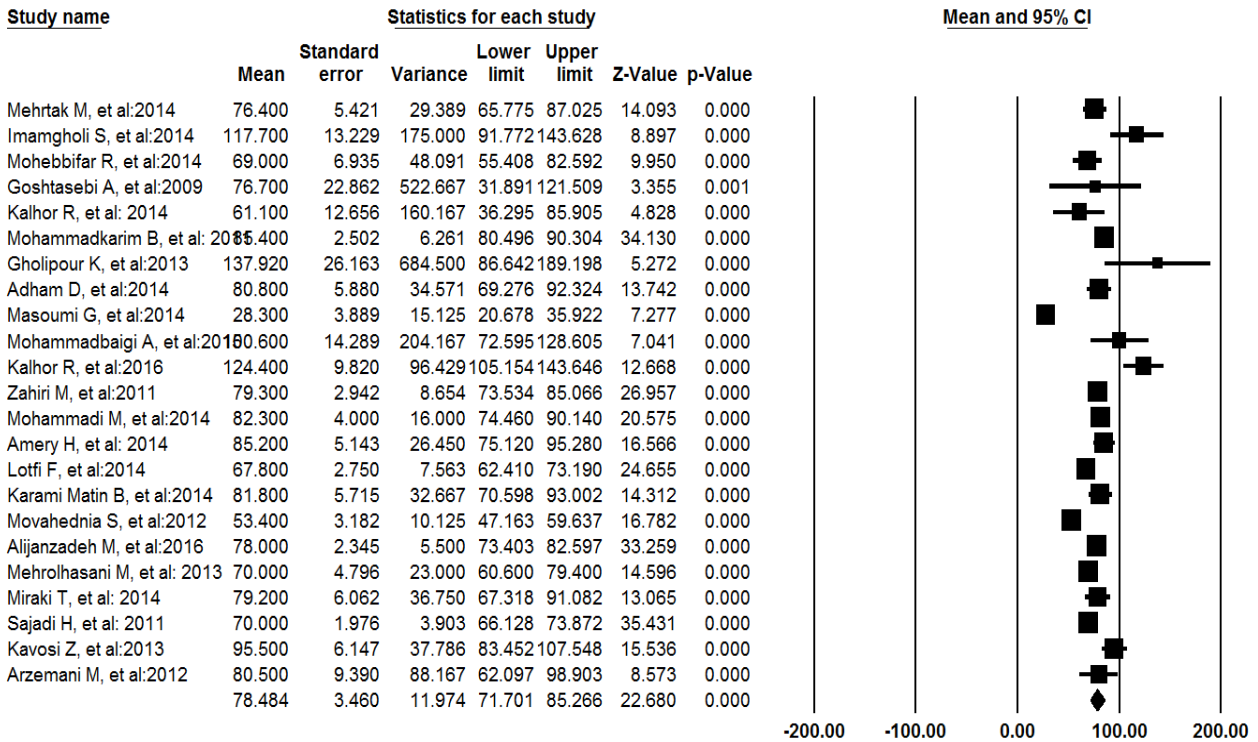 Study name Statistics for each study Mean and 95% CI
Standard Lower Upper
Mean error Variance limit limit Z-Value p-Value
Mehrtak M, et al:2014 76.400 5.421 29.389 65.775 87.025 14.093 0.000
Imamgholi S, et al:2014 117.700 13.229 175.000 91.772 143.628 8.897 0.000
Mohebbifar R, et al:2014 69.000 6.935 48.091 55.408 82.592 9.950 0.000
Goshtasebi A, et al:2009 76.700 22.862 522.667 31.891 121.509 3.355 0.001
Kalhor R, et al: 2014 61.100 12.656 160.167 36.295 85.905 4.828 0.000
Mohammadkarim B, et al: 85.400 2.502 6.261 80.496 90.304 34.130 0.000
Gholipour K, et al:2013 137.920 26.163 684.500 86.642 189.198 5.272 0.000
Adham D, et al:2014 80.800 5.880 34.571 69.276 92.324 13.742 0.000
Masoumi G, et al:2014 28.300 3.889 15.125 20.678 35.922 7.277 0.000
Mohammadbaigi A, et 100.600 14.289 204.167 72.595 128.605 7.041 0.000
Kalhor R, et al:2016 124.400 9.820 96.429 105.154 143.646 12.668 0.000
Zahiri M, et al:2011 79.300 2.942 8.654 73.534 85.066 26.957 0.000
Mohammadi M, et al:2014 82.300 4.000 16.000 74.460 90.140 20.575 0.000
Amery H, et al: 2014 85.200 5.143 26.450 75.120 95.280 16.566 0.000
Lotfi F, et al:2014 67.800 2.750 7.563 62.410 73.190 24.655 0.000
Karami Matin B, et al:2014 81.800 5.715 32.667 70.598 93.002 14.312 0.000
Movahednia S, et al:2012 53.400 3.182 10.125 47.163 59.637 16.782 0.000
Alijanzadeh M, et al:2016 78.000 2.345 5.500 73.403 82.597 33.259 0.000
Mehrolhasani M, et al: 2013 70.000 4.796 23.000 60.600 79.400 14.596 0.000
Miraki T, et al: 2014 79.200 6.062 36.750 67.318 91.082 13.065 0.000
Sajadi H, et al: 2011 70.000 1.976 3.903 66.128 73.872 35.431 0.000
Kavosi Z, et al:2013 95.500 6.147 37.786 83.452 107.548 15.536 0.000
Arzemani M, et al:2012 80.500 9.390 88.167 62.097 98.903 8.573 0.000
78.484 3.460 11.974 71.701 85.266 22.680 0.000
-200.00 -100.00 0.00 100.00 200.00